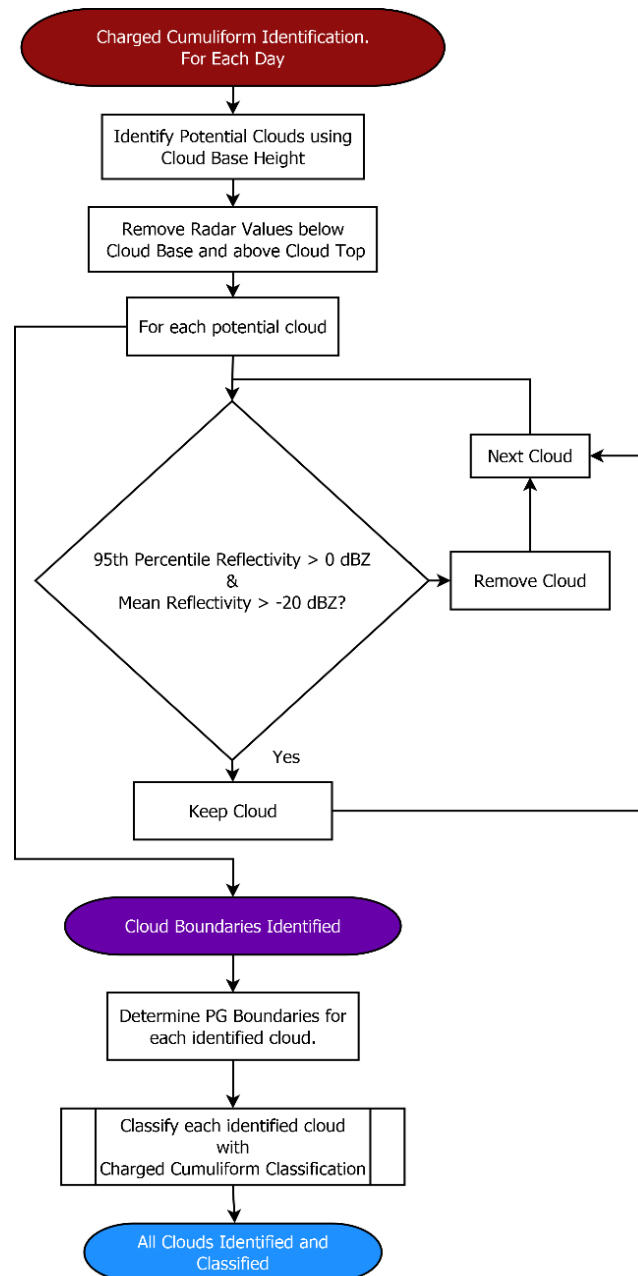 Charged Cumuliform Identification.
For Each Day
Identify Potential Clouds using
Cloud Base Height
Remove Radar Values below
Cloud Base and above Cloud Top
For each potential cloud
Next Cloud
95th Percentile Reflectivity > 0 dBZ
&
Mean Reflectivity > -20 dBZ?
Remove Cloud
Yes
Keep Cloud
Cloud Boundaries Identified
Determine PG Boundaries for
each identified cloud.
Classify each identified cloud
with
Charged Cumuliform Classification
All Clouds Identified and
Classified